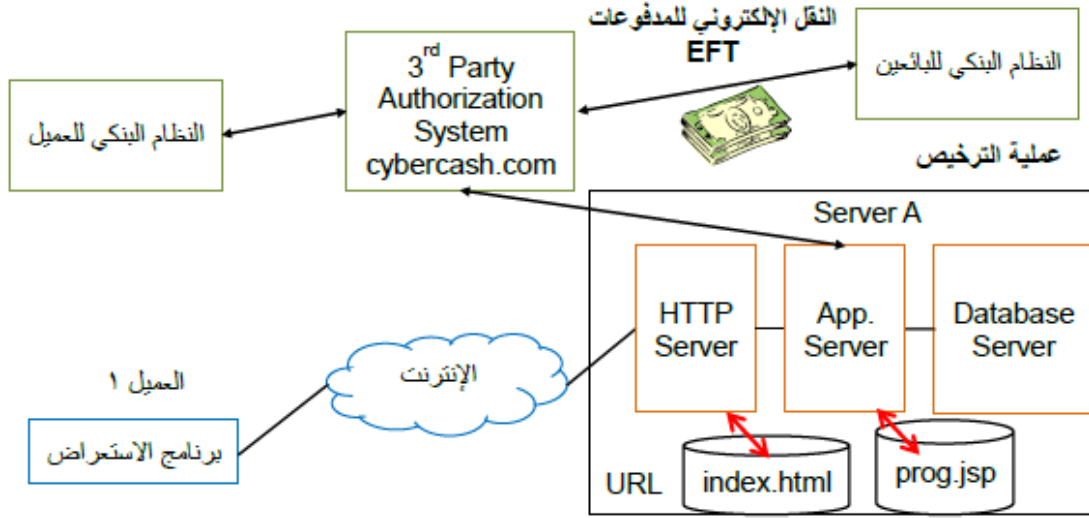 النقل الإلكتروني للمدفوعات
EFT
النظام البنكي للبائعين
3rd Party
Authorization
System
cybercash.com
النظام البنكي للعميل
عملية الترخيص
Server A
HTTP
Server
App.
Server
Database
Server
الإنترنت
العميل ١
برنامج الاستعراض
URL
index.html
prog.jsp